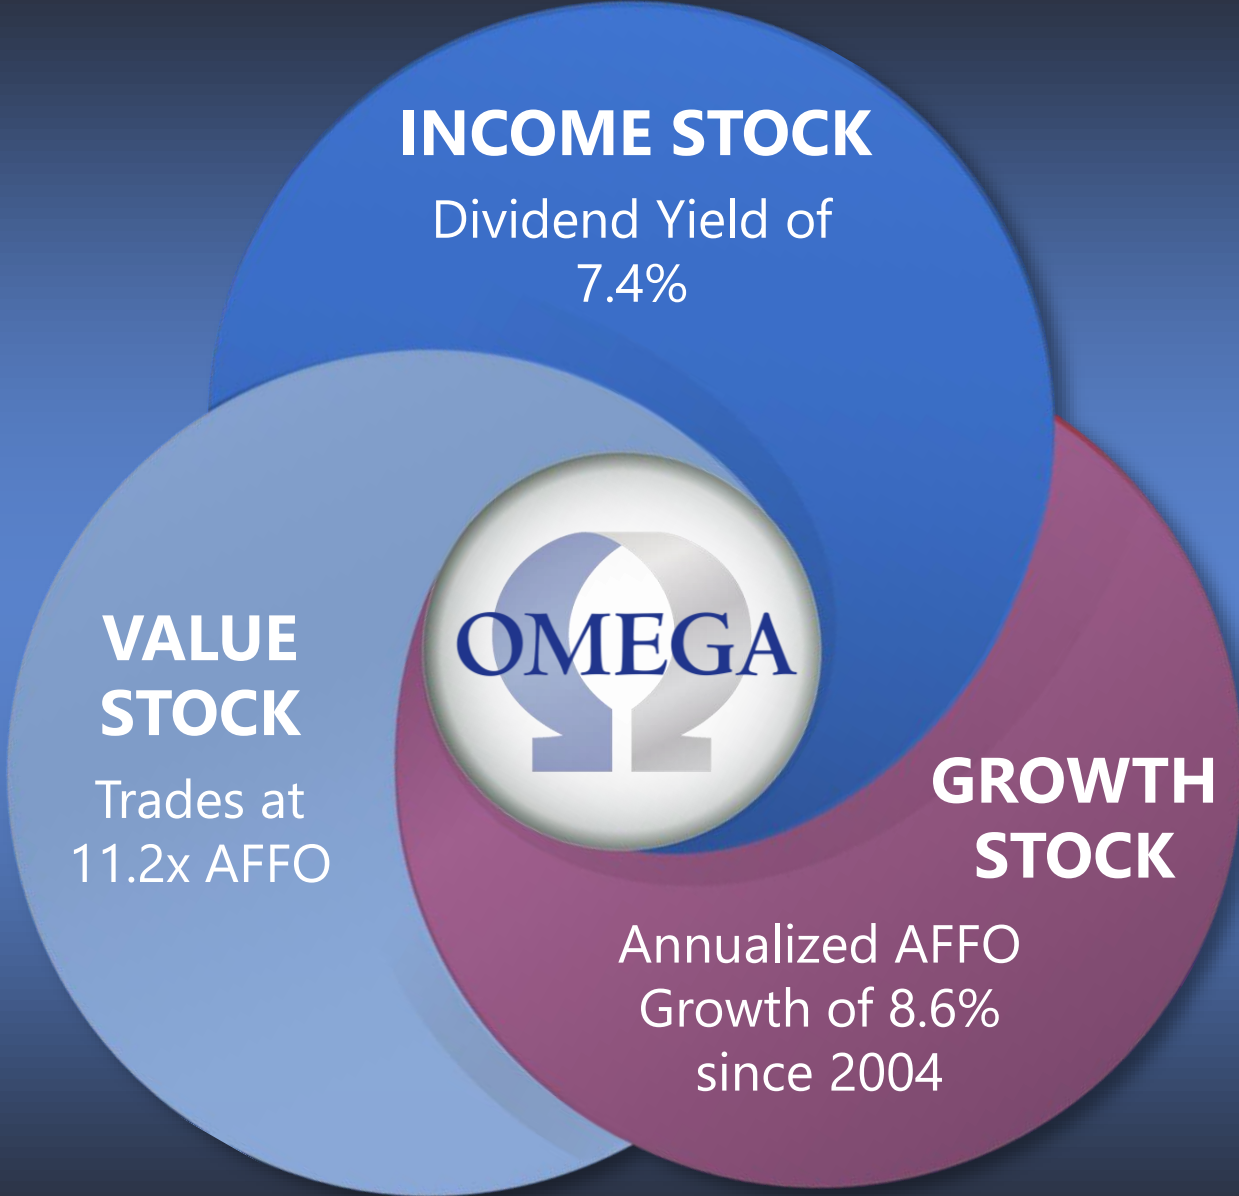 INCOME STOCK
Dividend Yield of
7.4%
OMEGA
VALUE
STOCK
Trades at
11.2x AFFO
GROWTH
STOCK
Annualized AFFO
Growth of 8.6%
since 2004